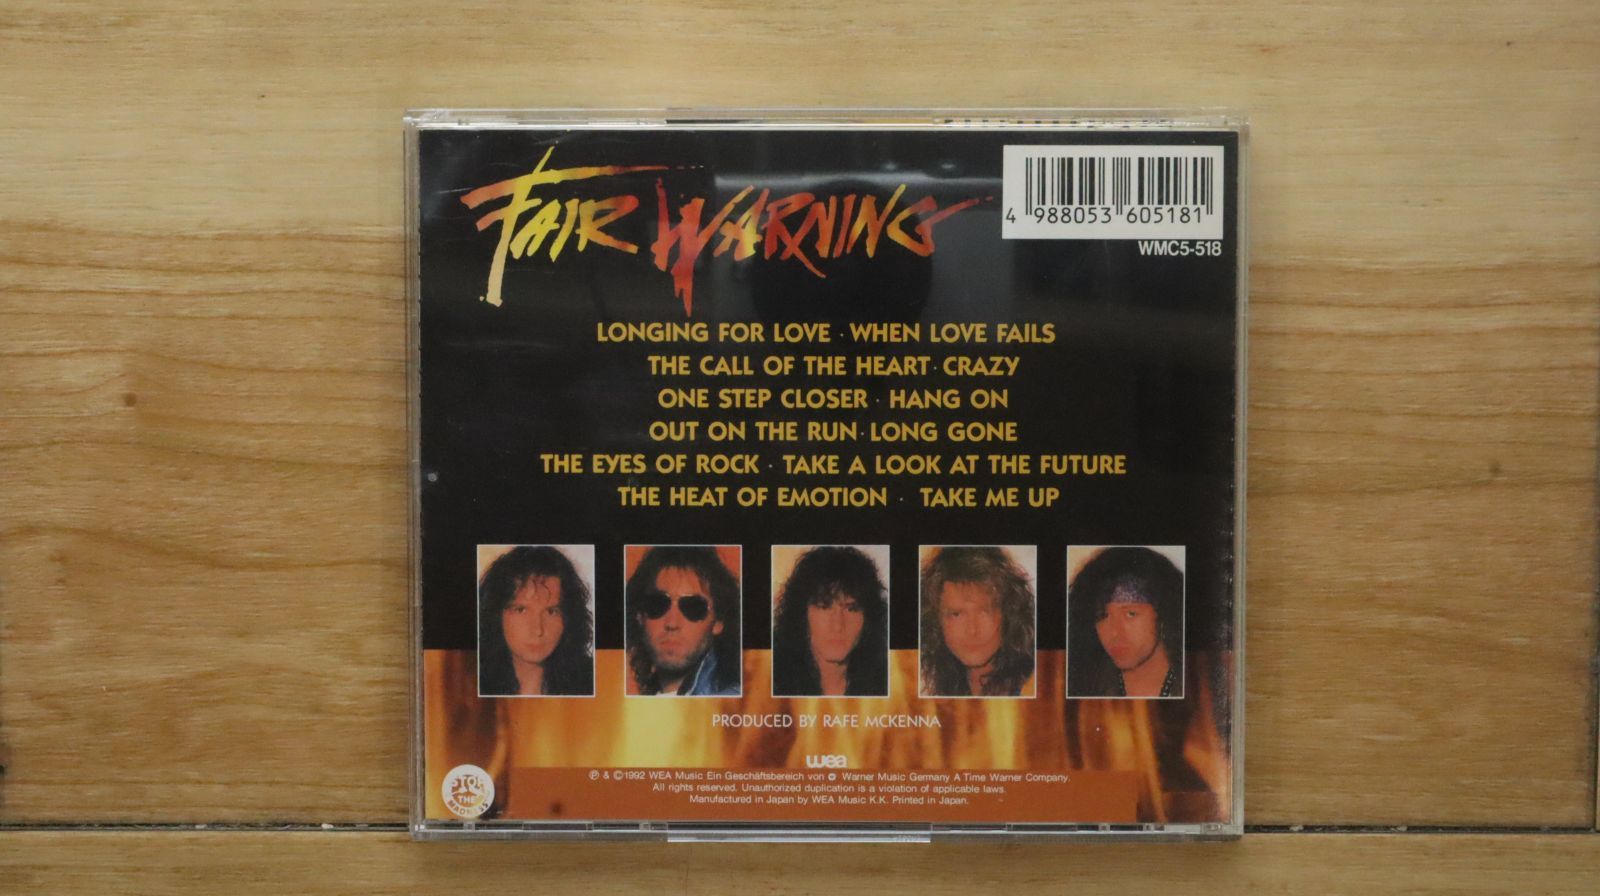 FAIR WARNING
4 988053 605181
WMC5-518
LONGING FOR LOVE · WHEN LOVE FAILS
THE CALL OF THE HEART · CRAZY
ONE STEP CLOSER · HANG ON
OUT ON THE RUN · LONG GONE
THE EYES OF ROCK · TAKE A LOOK AT THE FUTURE
THE HEAT OF EMOTION · TAKE ME UP
PRODUCED BY RAFE MCKENNA
wea
℗ & ©1992 WEA Music Ein Geschäftsbereich von Warner Music Germany A Time Warner Company.
All rights reserved. Unauthorized duplication is a violation of applicable laws.
Manufactured in Japan by WEA Music K.K. Printed in Japan.
STOP
THE
MADNESS